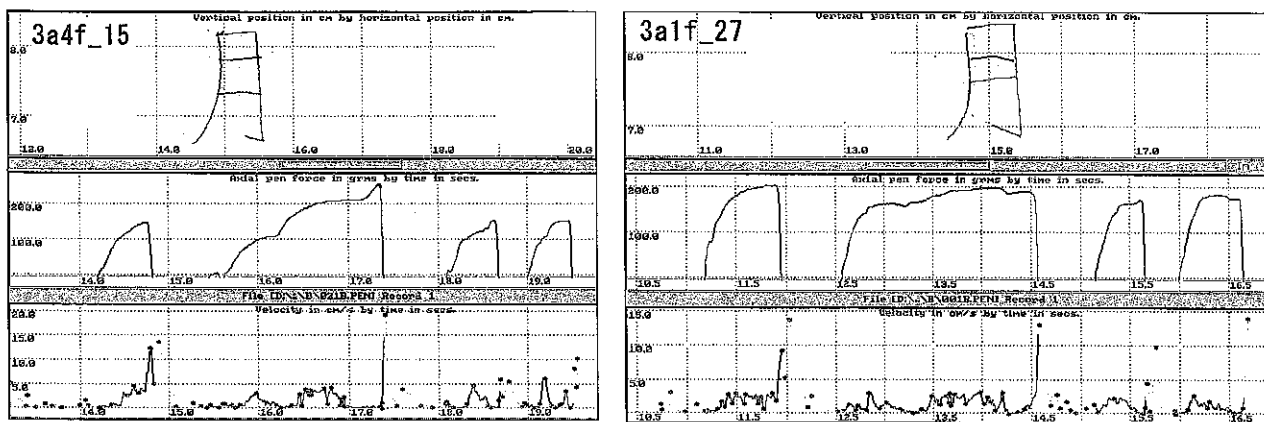 3a4f_15
Vertical position in cm by horizontal position in cm.
8.0
7.0
12.0 14.0 15.0 16.0 20.0
Axial pen force in grms by time in secs.
200.0
100.0
15.0 16.0 17.0 18.0 19.0
Velocity in cm/s by time in secs.
20.0
15.0
10.0
5.0
14.0 15.0 16.0 17.0 18.0 19.0
3a1f_27
Vertical position in cm by horizontal position in cm.
8.0
7.0
11.0 13.0 15.0 17.0
Axial pen force in grms by time in secs.
200.0
100.0
10.5 11.5 12.5 13.5 14.5 15.5 16.5
Velocity in cm/s by time in secs.
15.0
10.0
5.0
10.5 11.5 12.5 13.5 14.5 15.5 16.5